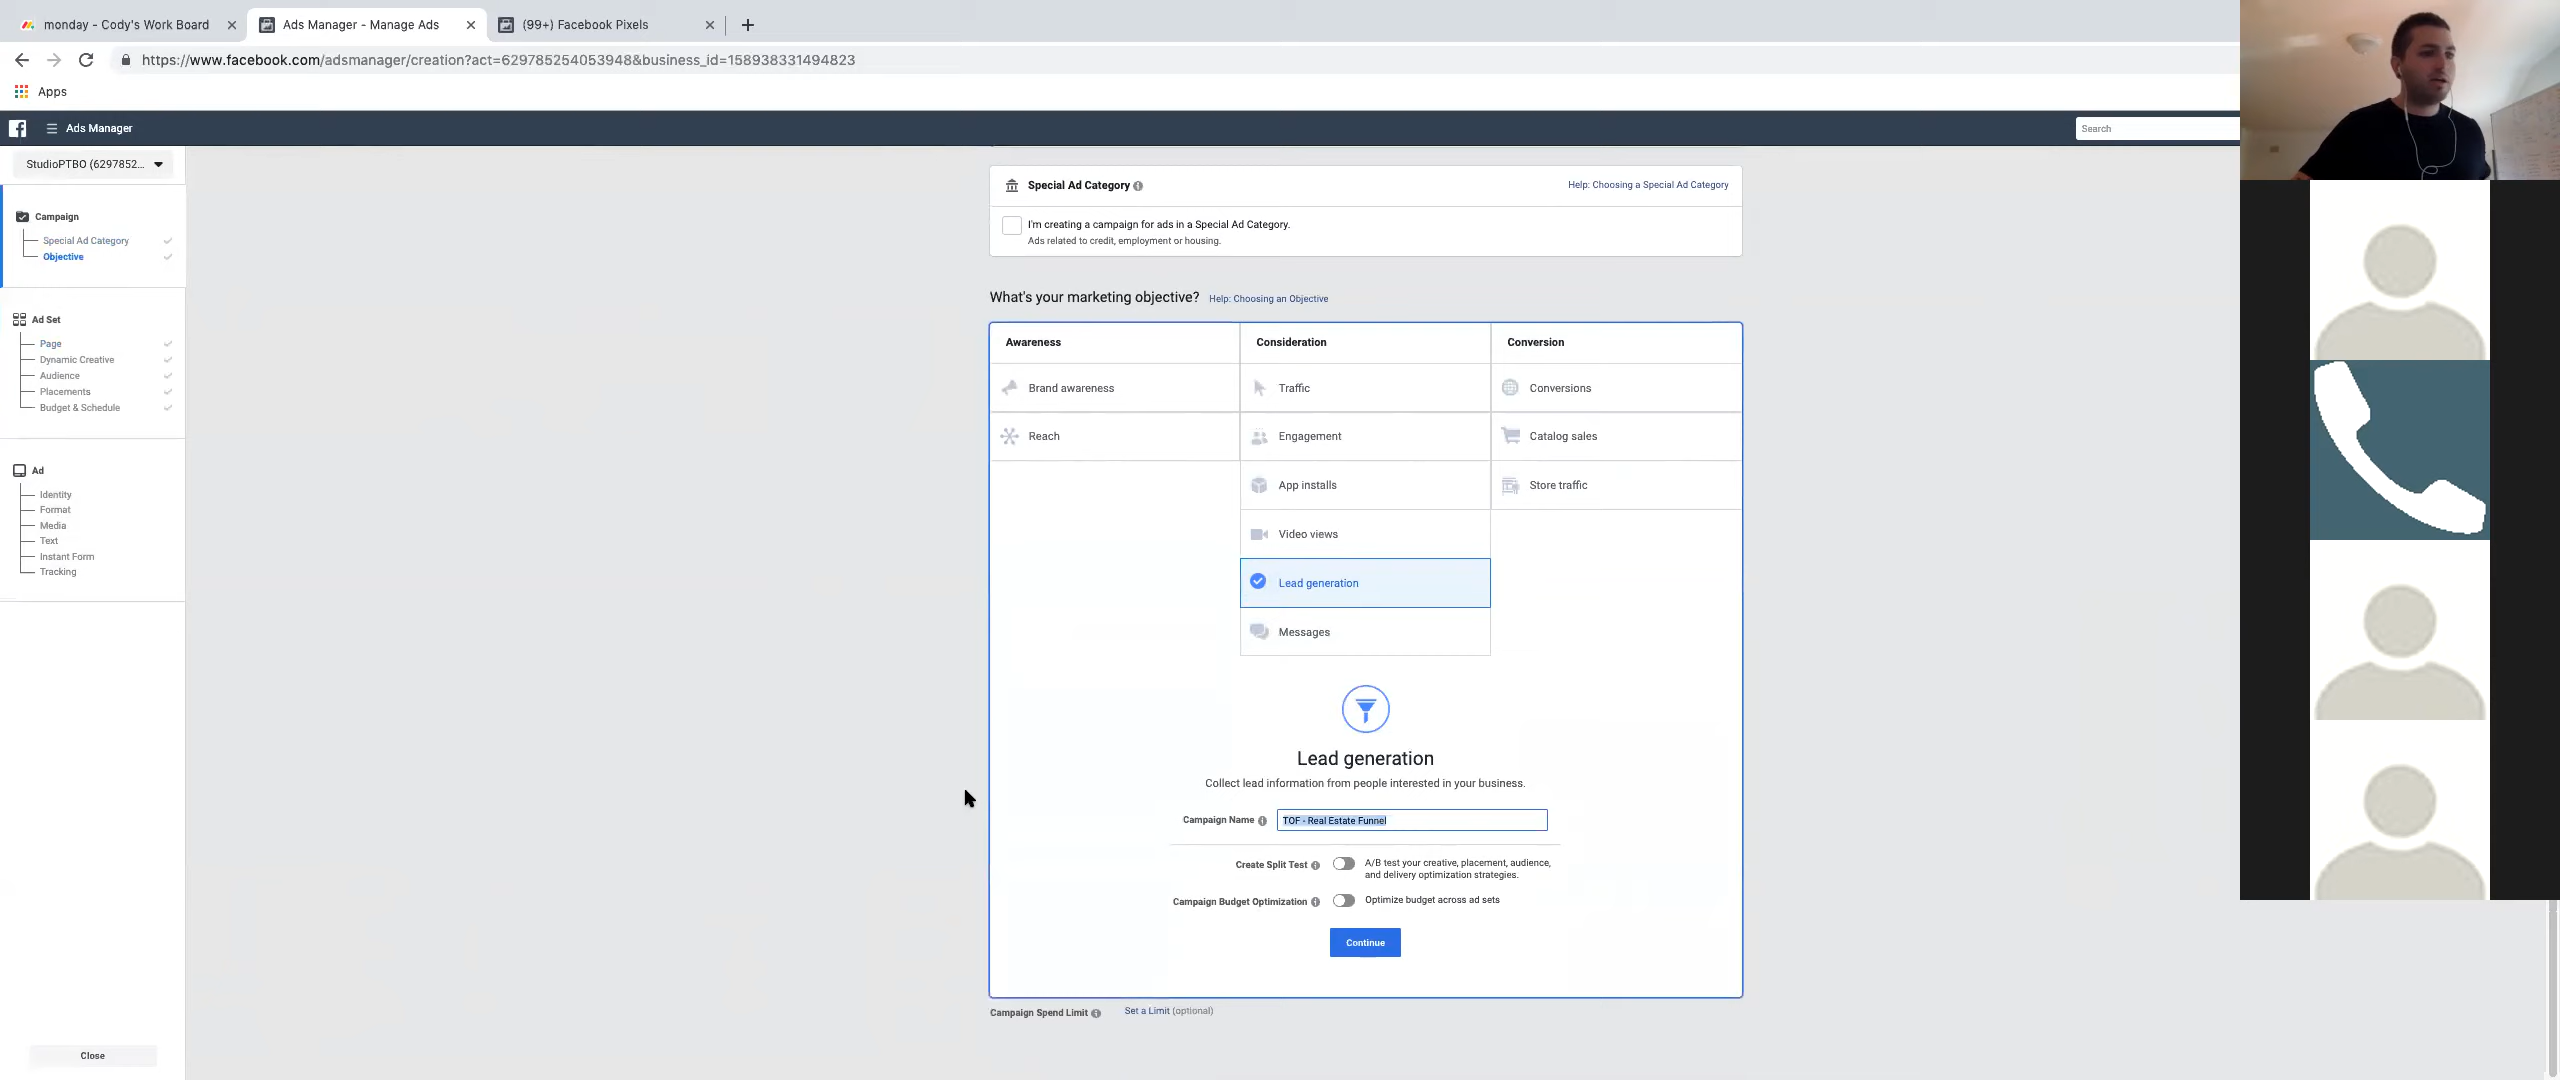 monday - Cody's Work Board
Ads Manager - Manage Ads
(99+) Facebook Pixels
https://www.facebook.com/adsmanager/creation?act=629785254053948&business_id=158938331494823
Apps
Ads Manager
Search
StudioPTBO (6297852...
Campaign
Special Ad Category
Objective
Ad Set
Page
Dynamic Creative
Audience
Placements
Budget & Schedule
Ad
Identity
Format
Media
Text
Instant Form
Tracking
Close
Special Ad Category
Help: Choosing a Special Ad Category
I'm creating a campaign for ads in a Special Ad Category.
Ads related to credit, employment or housing.
What's your marketing objective? Help: Choosing an Objective
Awareness
Consideration
Conversion
Brand awareness
Traffic
Conversions
Reach
Engagement
Catalog sales
App installs
Store traffic
Video views
Lead generation
Messages
Lead generation
Collect lead information from people interested in your business.
Campaign Name
TOF - Real Estate Funnel
Create Split Test
A/B test your creative, placement, audience,
and delivery optimization strategies.
Campaign Budget Optimization
Optimize budget across ad sets
Continue
Campaign Spend Limit
Set a Limit (optional)